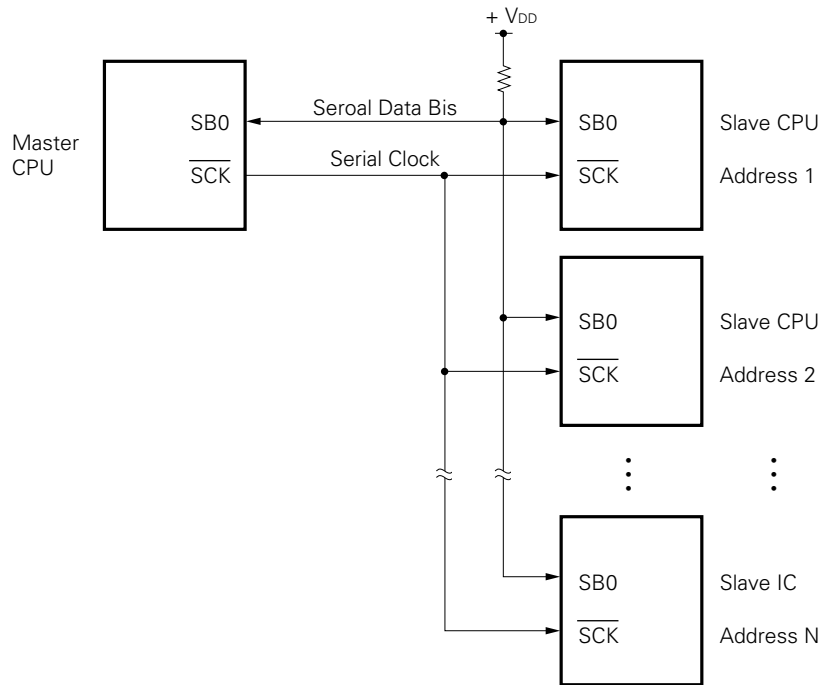 + VDD
Seroal Data Bis
SB0
SB0
Slave CPU
Master
CPU
Serial Clock
SCK
SCK
Address 1
SB0
Slave CPU
SCK
Address 2
SB0
Slave IC
SCK
Address N